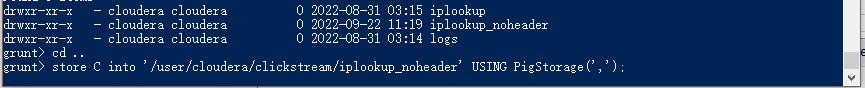 drwxr-xr-x   - cloudera cloudera          0 2022-08-31 03:15 iplookup
drwxr-xr-x   - cloudera cloudera          0 2022-09-22 11:19 iplookup_noheader
drwxr-xr-x   - cloudera cloudera          0 2022-08-31 03:14 logs
grunt> cd ..
grunt> store C into '/user/cloudera/clickstream/iplookup_noheader' USING PigStorage(',');